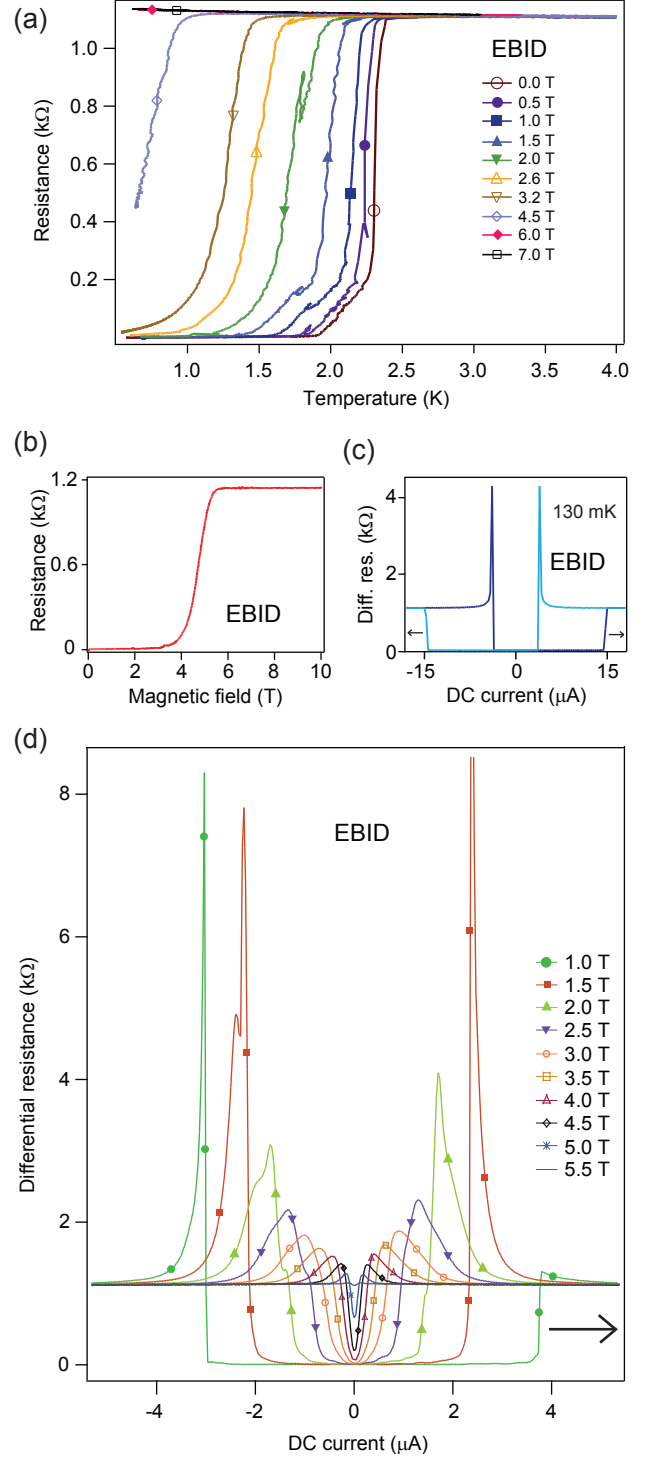 (a)
EBID
0.0 T
0.5 T
1.0 T
1.5 T
2.0 T
2.6 T
3.2 T
4.5 T
6.0 T
7.0 T
Resistance (kΩ)
1.0
0.8
0.6
0.4
0.2
1.0
1.5
2.0
2.5
3.0
3.5
4.0
Temperature (K)
(b)
Resistance (kΩ)
1.2
0.6
0
EBID
0
2
4
6
8
10
Magnetic field (T)
(c)
Diff. res. (kΩ)
4
2
0
130 mK
EBID
-15
0
15
DC current (μA)
(d)
EBID
Differential resistance (kΩ)
8
6
4
2
0
1.0 T
1.5 T
2.0 T
2.5 T
3.0 T
3.5 T
4.0 T
4.5 T
5.0 T
5.5 T
-4
-2
0
2
4
DC current (μA)